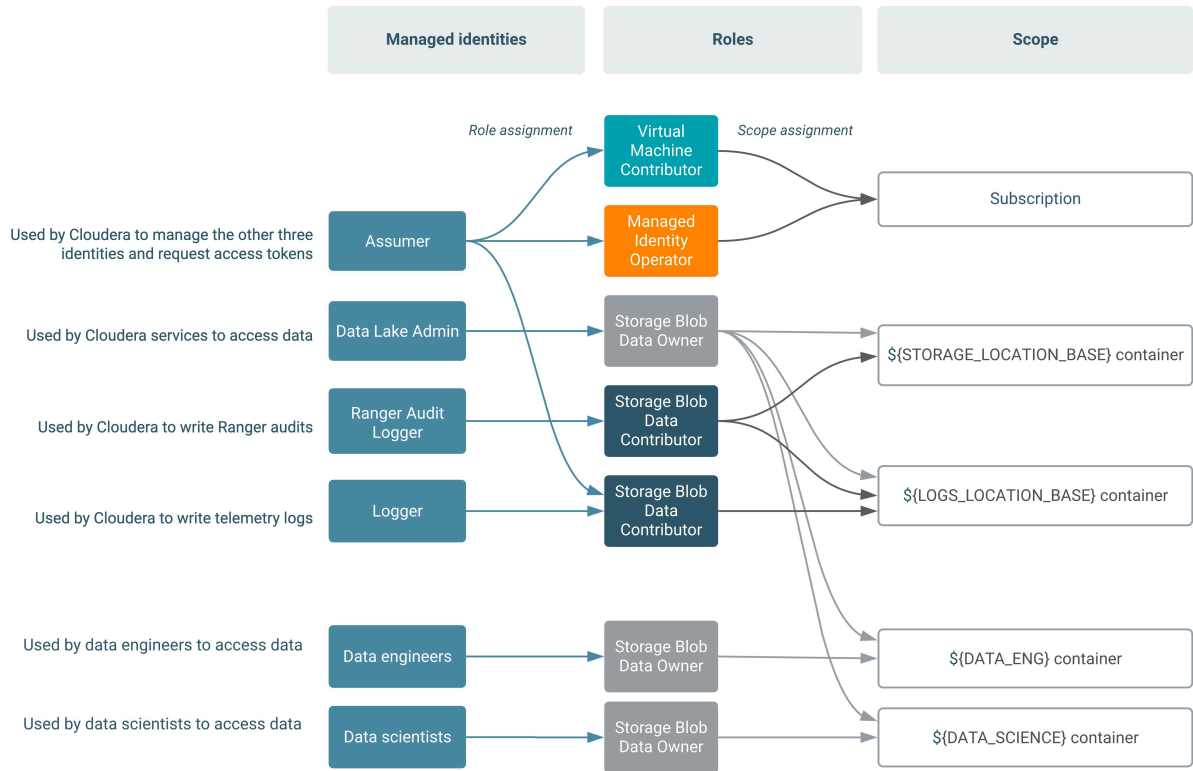 Managed identities
Roles
Scope
Role assignment
Scope assignment
Virtual
Machine
Contributor
Subscription
Used by Cloudera to manage the other three
identities and request access tokens
Assumer
Managed
Identity
Operator
Used by Cloudera services to access data
Data Lake Admin
Storage Blob
Data Owner
${STORAGE_LOCATION_BASE} container
Used by Cloudera to write Ranger audits
Ranger Audit
Logger
Storage Blob
Data
Contributor
Used by Cloudera to write telemetry logs
Logger
Storage Blob
Data
Contributor
${LOGS_LOCATION_BASE} container
Used by data engineers to access data
Data engineers
Storage Blob
Data Owner
${DATA_ENG} container
Used by data scientists to access data
Data scientists
Storage Blob
Data Owner
${DATA_SCIENCE} container